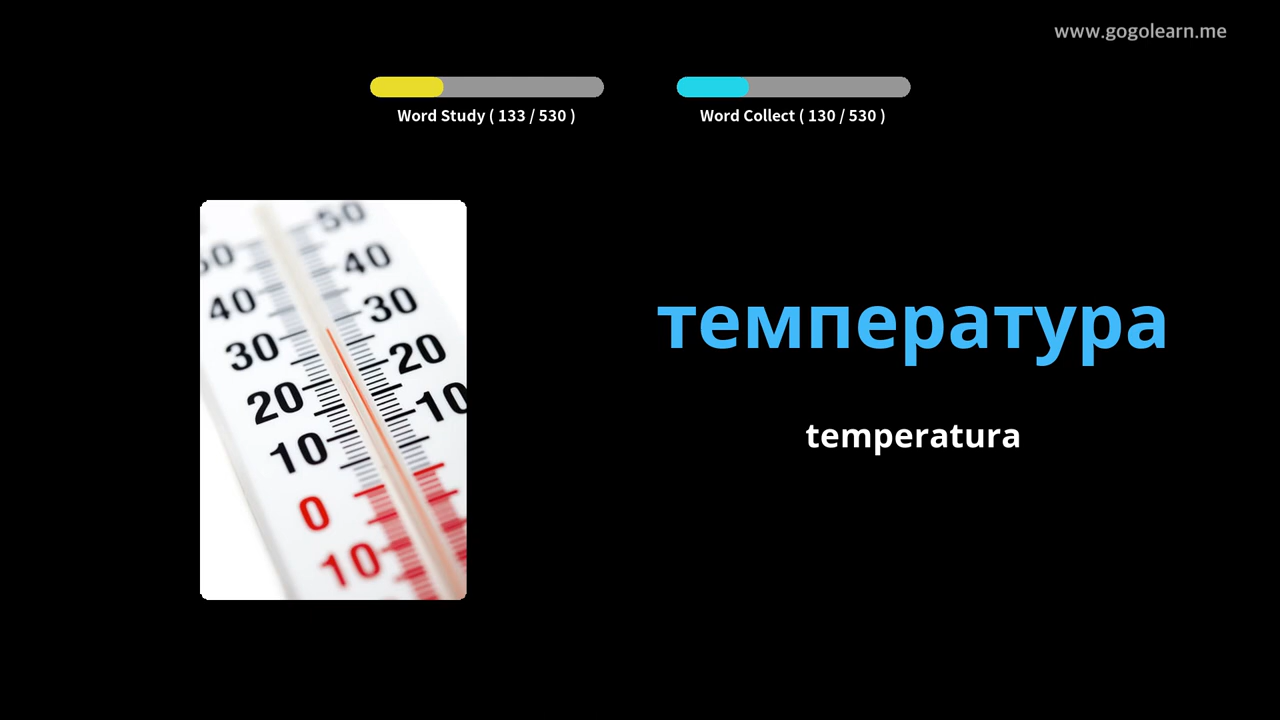 www.gogolearn.me
Word Study ( 133 / 530 )
Word Collect ( 130 / 530 )
50
50
40
40
30
30
20
20
10
10
0
10
температура
temperatura